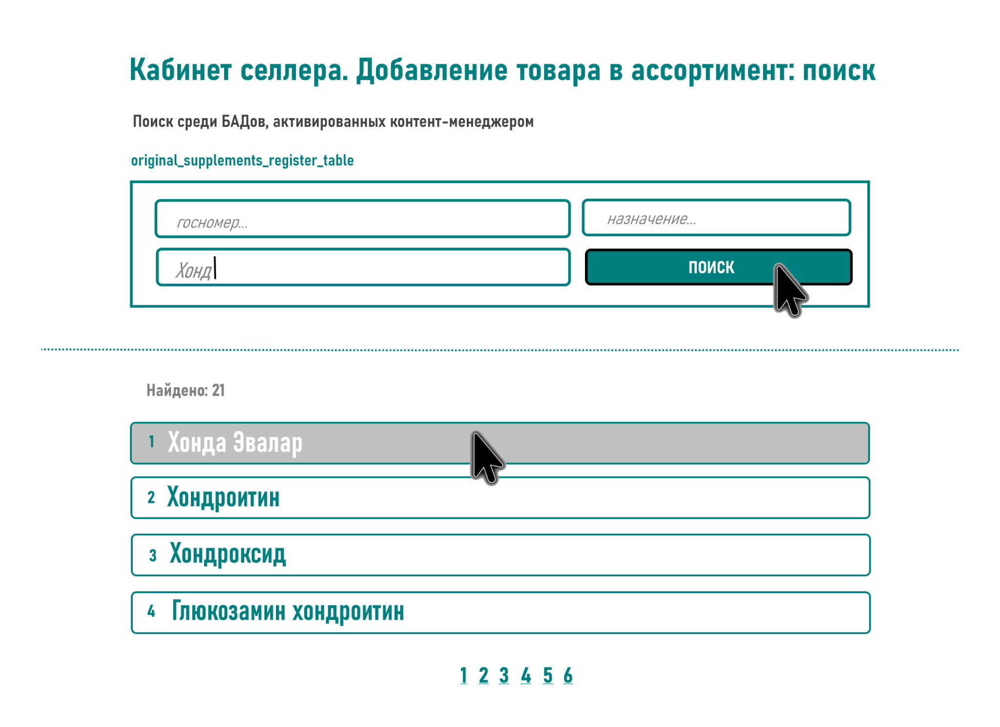 Кабинет селлера. Добавление товара в ассортимент: поиск
Поиск среди БАДов, активированных контент-менеджером
original_supplements_register_table
госномер...
назначение...
Хонд
ПОИСК
Найдено: 21
1 Хонда Эвалар
2 Хондроитин
3 Хондроксид
4 Глюкозамин хондроитин
1 2 3 4 5 6